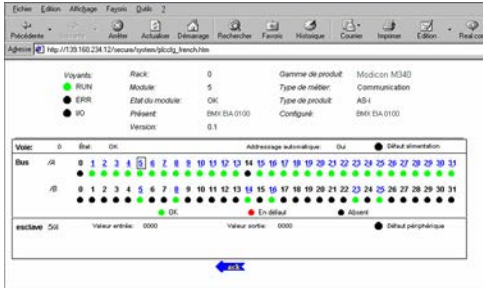 Fichier Edition Affichage Favoris Outils ?
Précédente Arrêter Actualiser Démarrage Rechercher Favoris Historique Courrier Imprimer Edition Real.com
Adresse http://139.160.234.12/secure/system/plccfg_french.htm
Voyants: Rack: 0 Gamme de produit: Modicon M340
RUN Module: 5 Type de métier: Communication
ERR Etat du module: OK Type de produit: AS-I
I/O Présent: BMX EIA 0100 Configuré: BMX EIA 0100
Version: 0.1
Voie: 0 État: OK Addressage automatique: Oui Défaut alimentation
Bus /A 0 1 2 3 4 5 6 7 8 9 10 11 12 13 14 15 16 17 18 19 20 21 22 23 24 25 26 27 28 29 30 31
/B 0 1 2 3 4 5 6 7 8 9 10 11 12 13 14 15 16 17 18 19 20 21 22 23 24 25 26 27 28 29 30 31
OK En défaut Absent
esclave Valeur entrée: 0000 Valeur sortie: 0000 Défaut périphérique